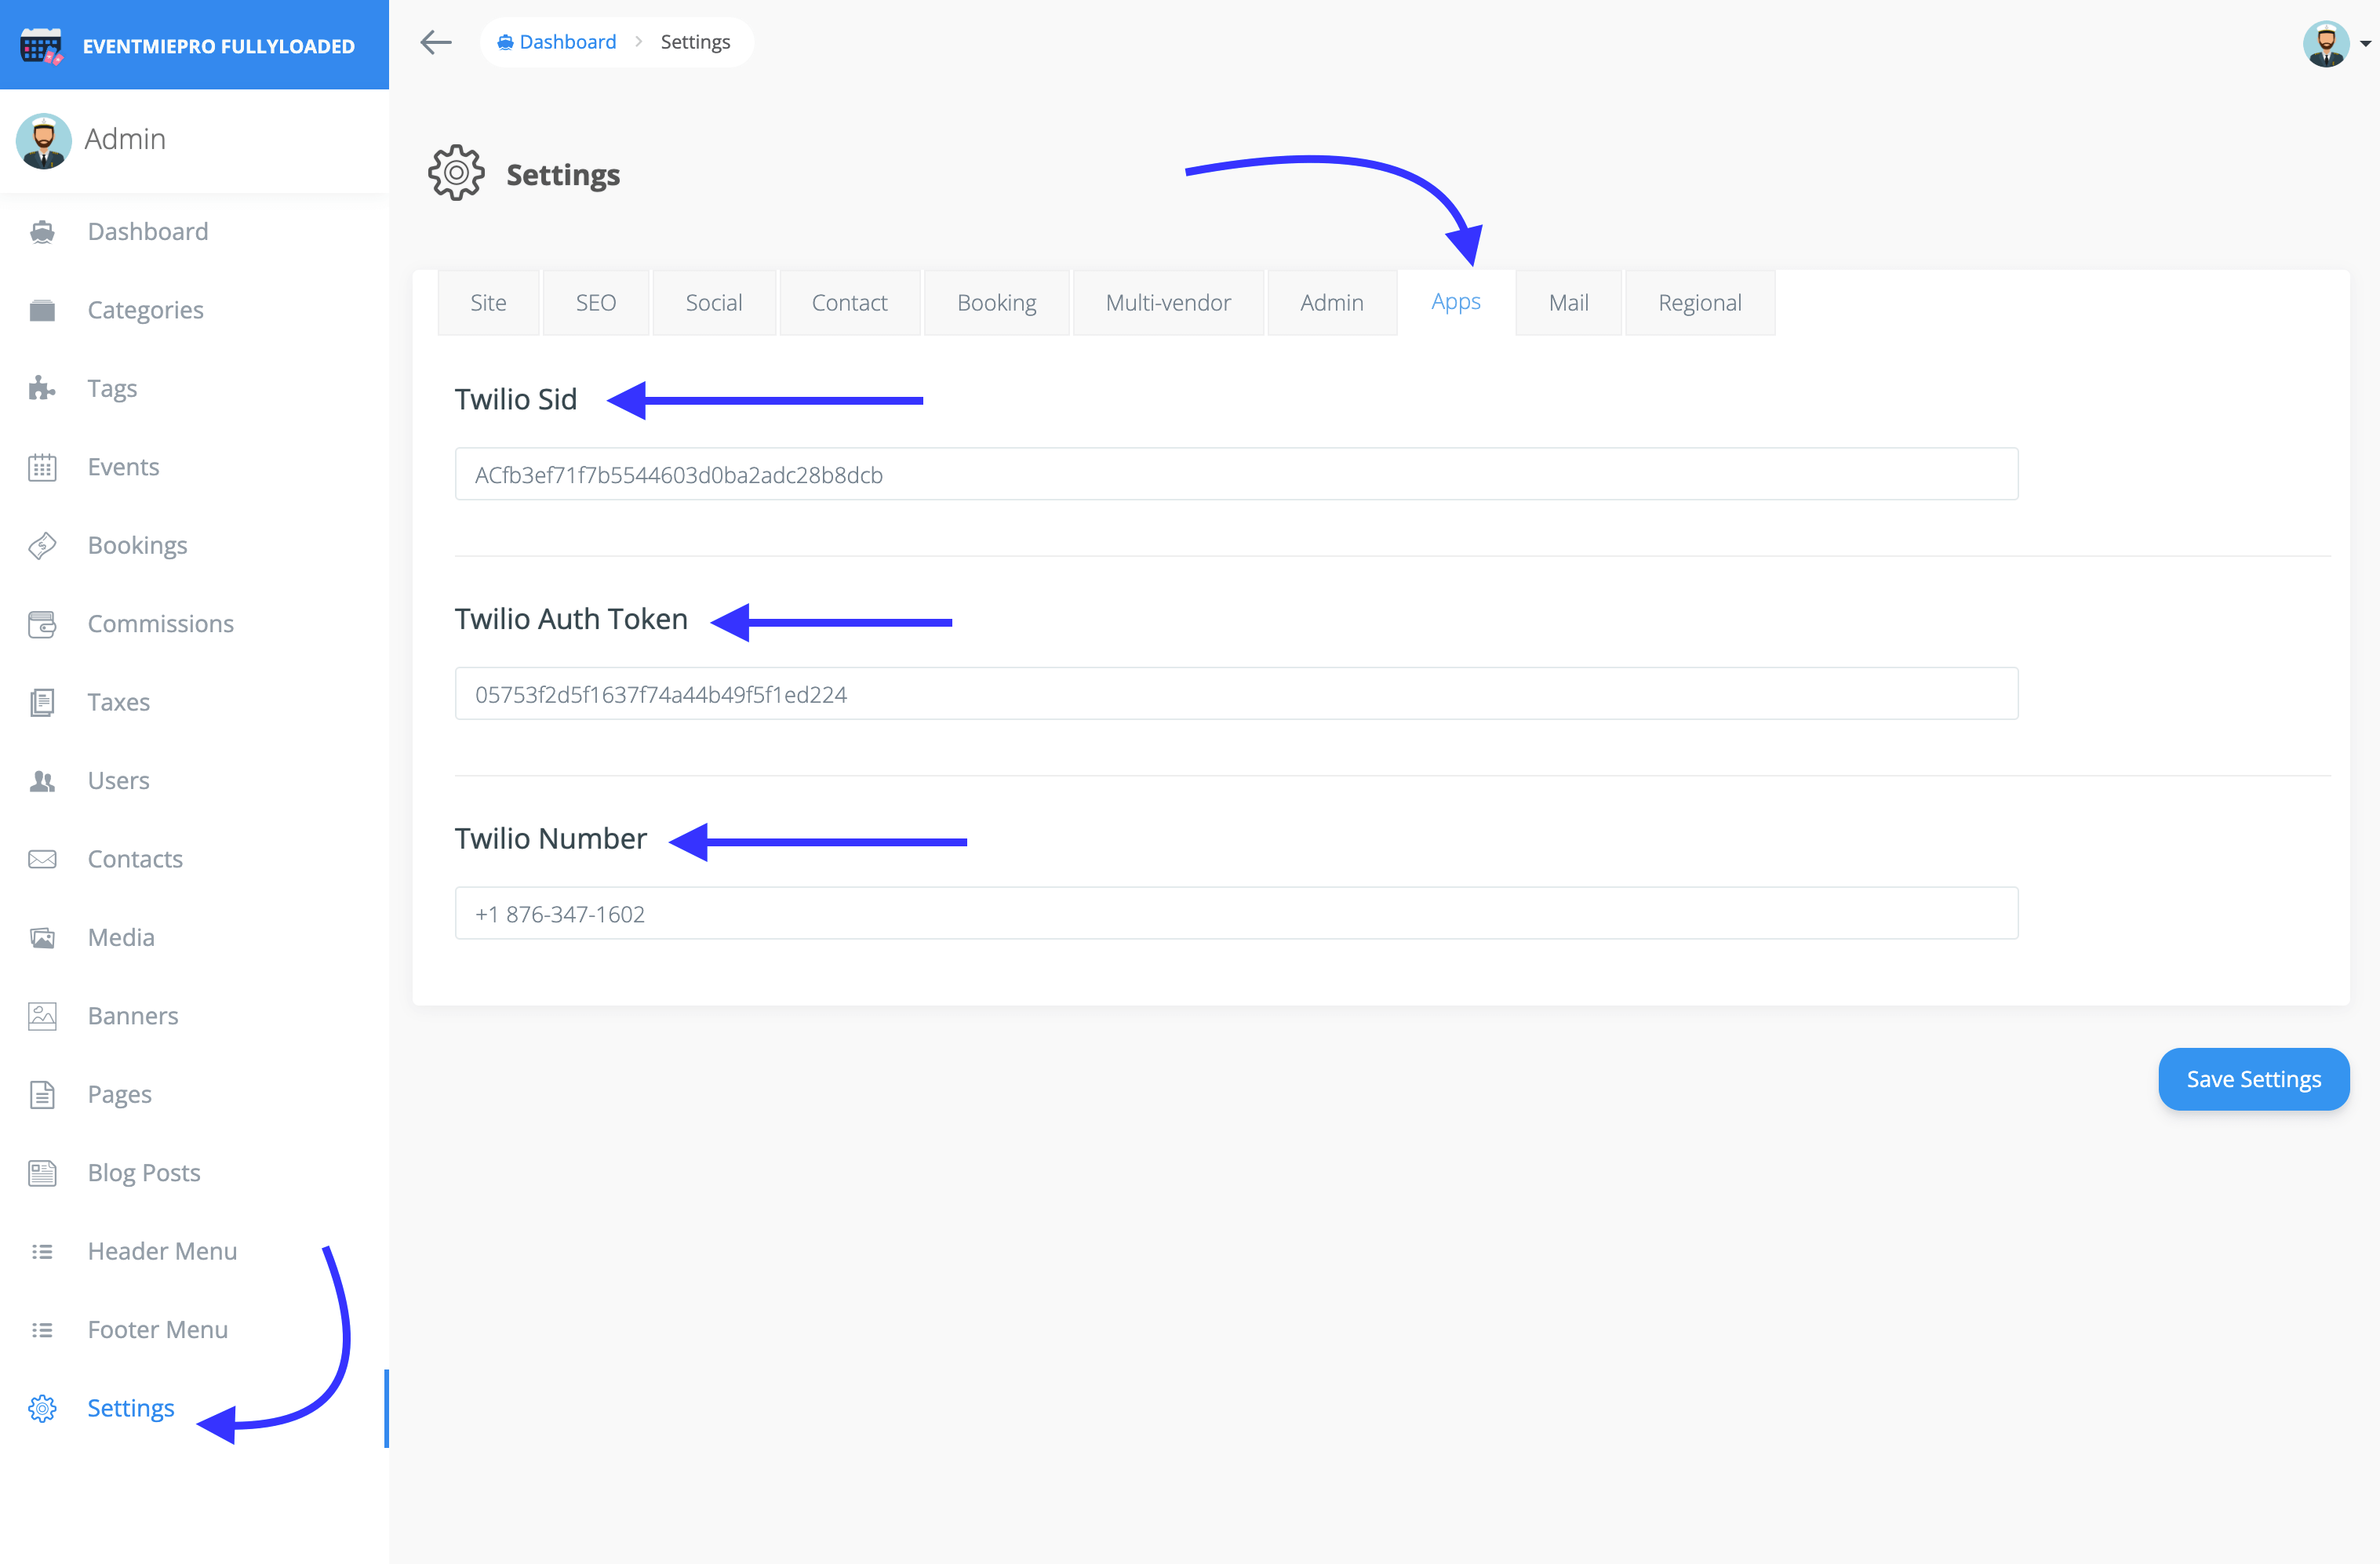 EVENTMIEPRO FULLYLOADED
Admin
Dashboard
Categories
Tags
Events
Bookings
Commissions
Taxes
Users
Contacts
Media
Banners
Pages
Blog Posts
Header Menu
Footer Menu
Settings
Dashboard > Settings
Settings
Site SEO Social Contact Booking Multi-vendor Admin Apps Mail Regional
Twilio Sid
ACfb3ef71f7b5544603d0ba2adc28b8dcb
Twilio Auth Token
05753f2d5f1637f74a44b49f5f1ed224
Twilio Number
+1 876-347-1602
Save Settings